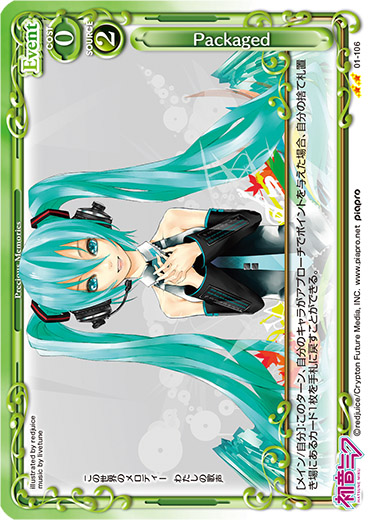 Event
COST
0
SOURCE
2
Packaged
Precious Memories
illustrated by redjuice
music by livetune
この世界のメロディー わたしの歌声
[メイン/自分]:このターン、自分のキャラがアプローチでポイントを与えた場合、自分の捨て札置
き場にあるカード1枚を手札に戻すことができる。
初音ミク
HATSUNE MIKU
©redjuice/Crypton Future Media, INC. www.piapro.net piapro
01-106